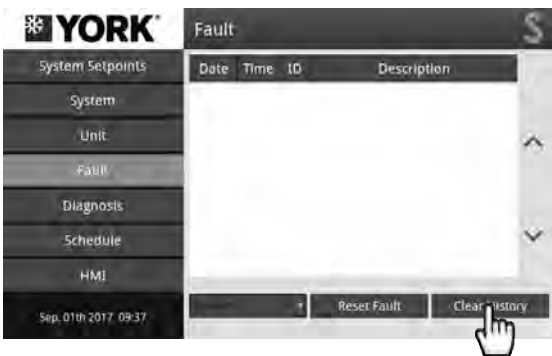 YORK
Fault
S
System Setpoints
Date Time ID Description
System
Unit
Fault
Diagnosis
Schedule
HMI
Reset Fault
Clear History
Sep. 01th 2017 09:37